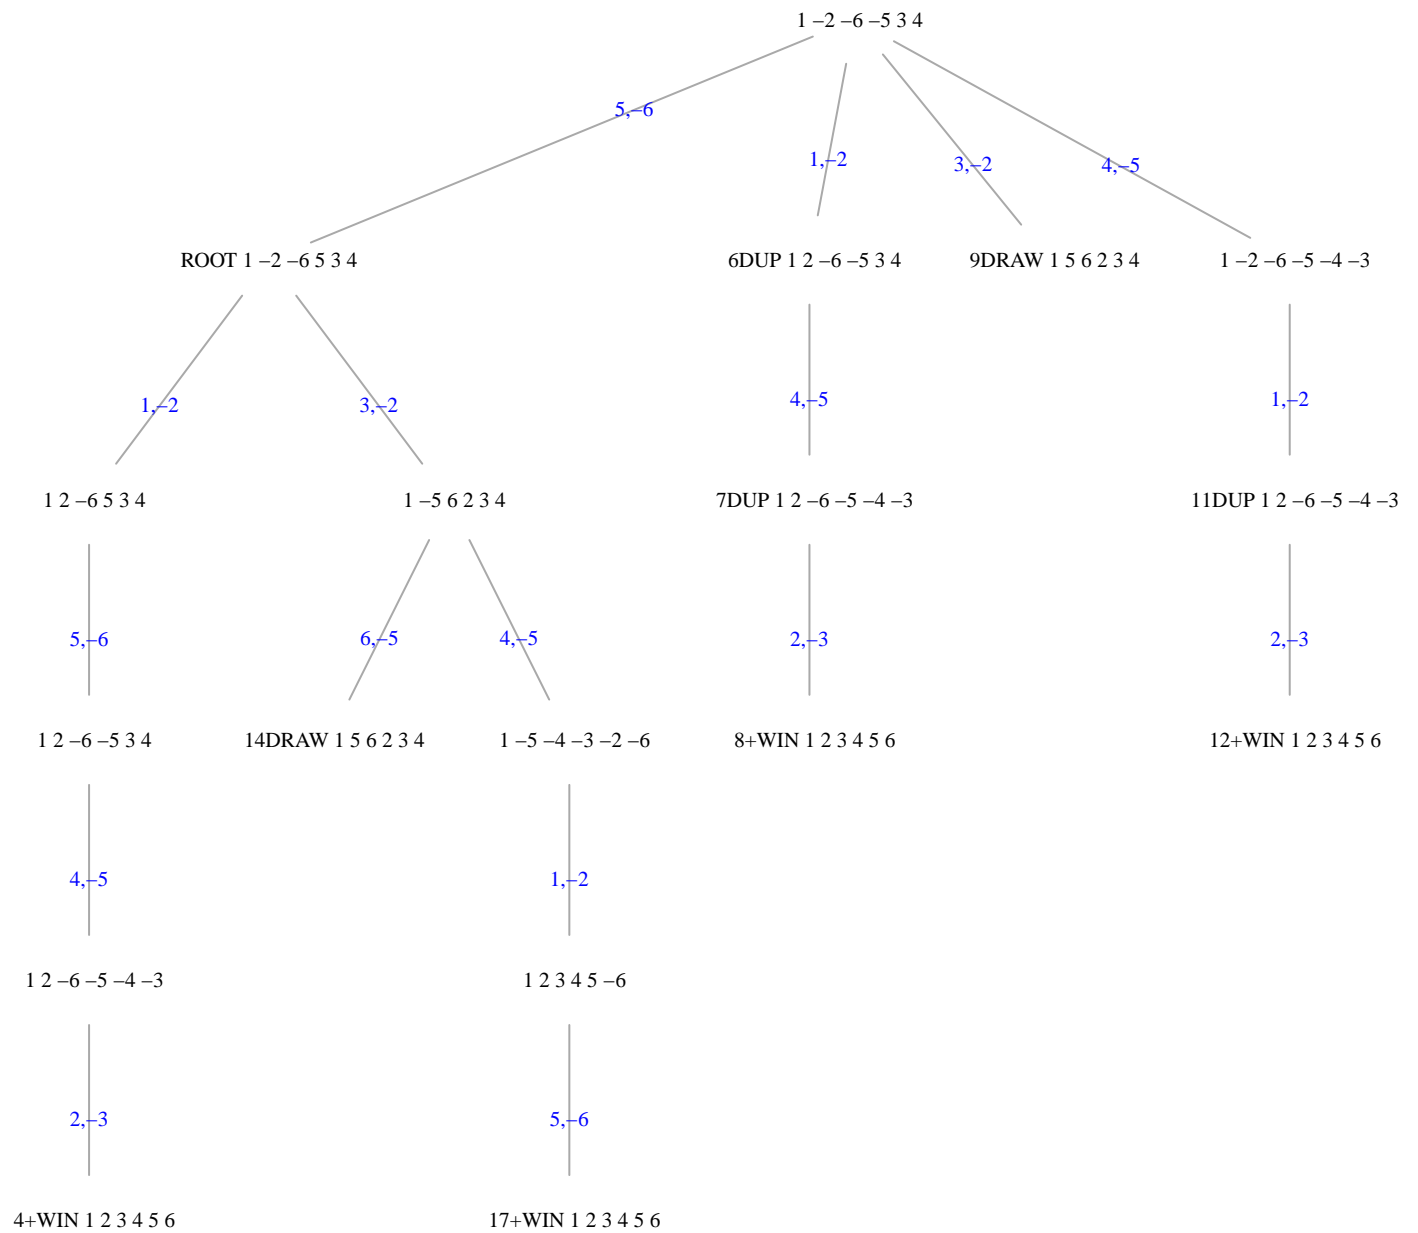 1 –2 –6 –5 3 4
5,–6
1,–2
3,–2
4,–5
ROOT 1 –2 –6 5 3 4
6DUP 1 2 –6 –5 3 4
9DRAW 1 5 6 2 3 4
1 –2 –6 –5 –4 –3
1,–2
3,–2
4,–5
1,–2
1 2 –6 5 3 4
1 –5 6 2 3 4
7DUP 1 2 –6 –5 –4 –3
11DUP 1 2 –6 –5 –4 –3
5,–6
6,–5
4,–5
2,–3
2,–3
1 2 –6 –5 3 4
14DRAW 1 5 6 2 3 4
1 –5 –4 –3 –2 –6
8+WIN 1 2 3 4 5 6
12+WIN 1 2 3 4 5 6
4,–5
1,–2
1 2 –6 –5 –4 –3
1 2 3 4 5 –6
2,–3
5,–6
4+WIN 1 2 3 4 5 6
17+WIN 1 2 3 4 5 6